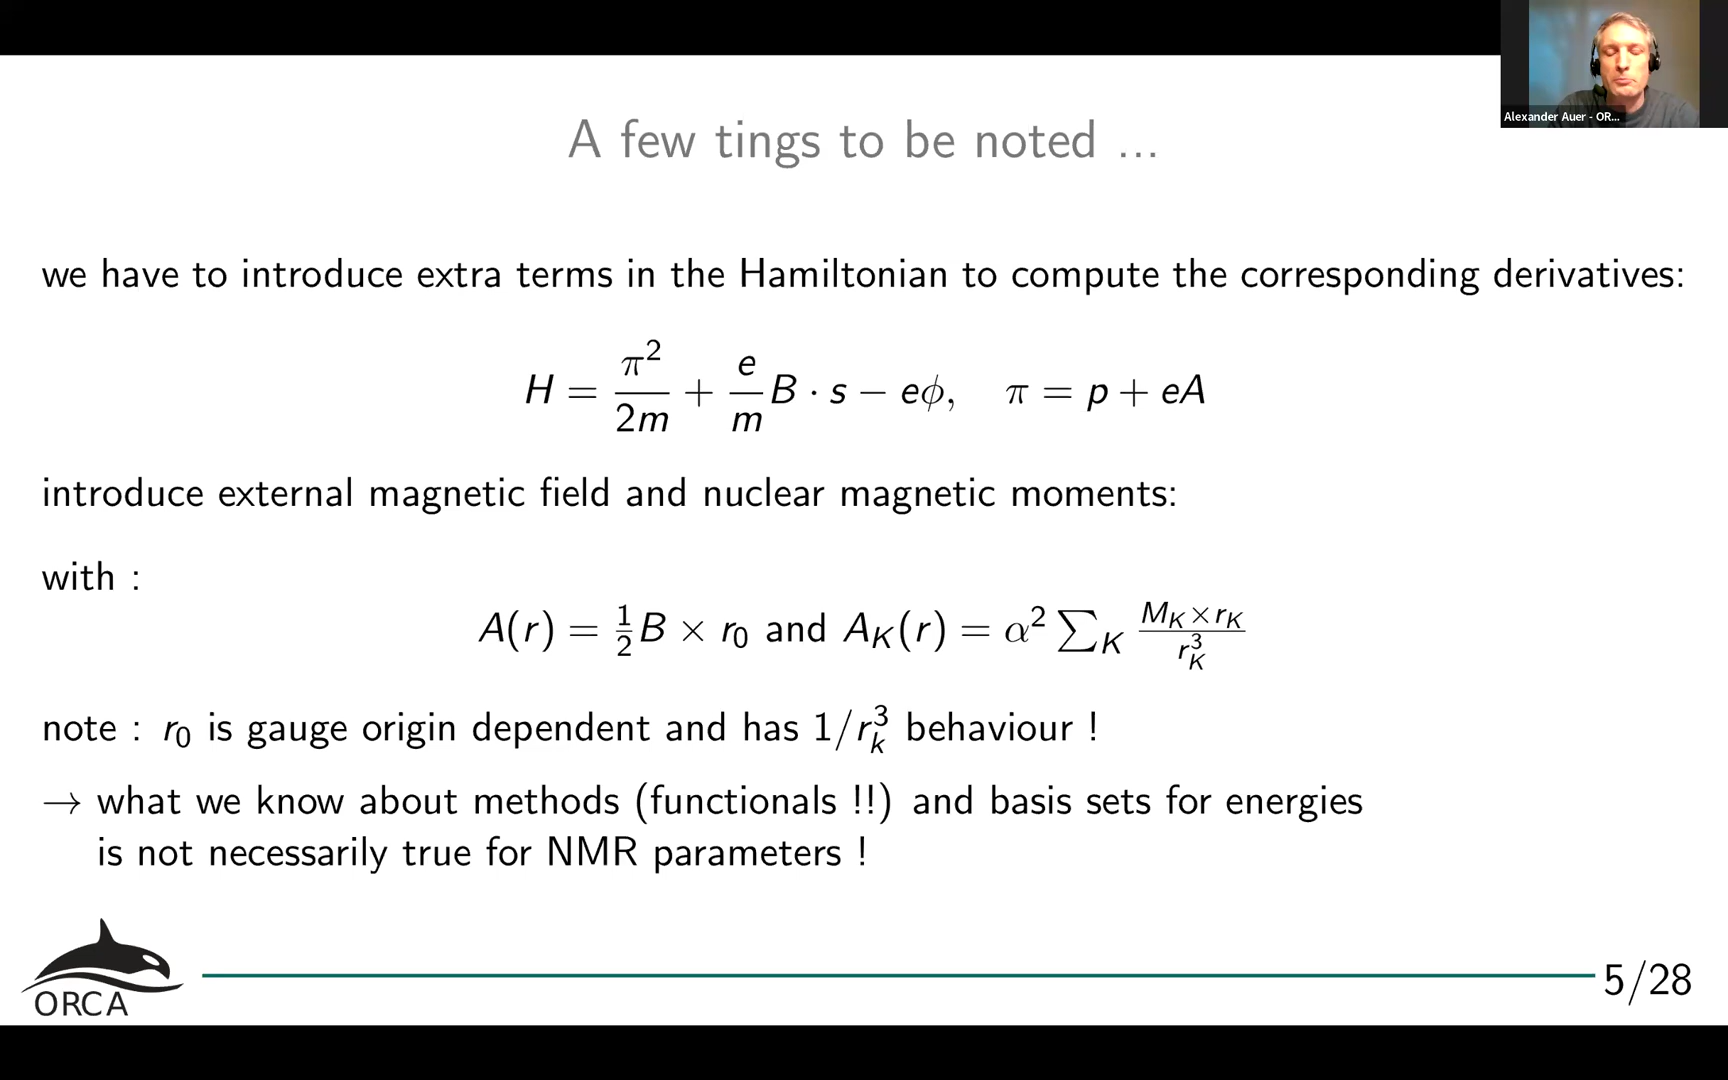 Alexander Auer - OR...
A few tings to be noted ...
we have to introduce extra terms in the Hamiltonian to compute the corresponding derivatives:
H = π²/2m + e/m B · s − eϕ, π = p + eA
introduce external magnetic field and nuclear magnetic moments:
with :
A(r) = ½B × r₀ and A_K(r) = α² ∑_K (M_K×r_K)/(r_K³)
note : r₀ is gauge origin dependent and has 1/r_k³ behaviour !
→ what we know about methods (functionals !!) and basis sets for energies
is not necessarily true for NMR parameters !
ORCA
5/28